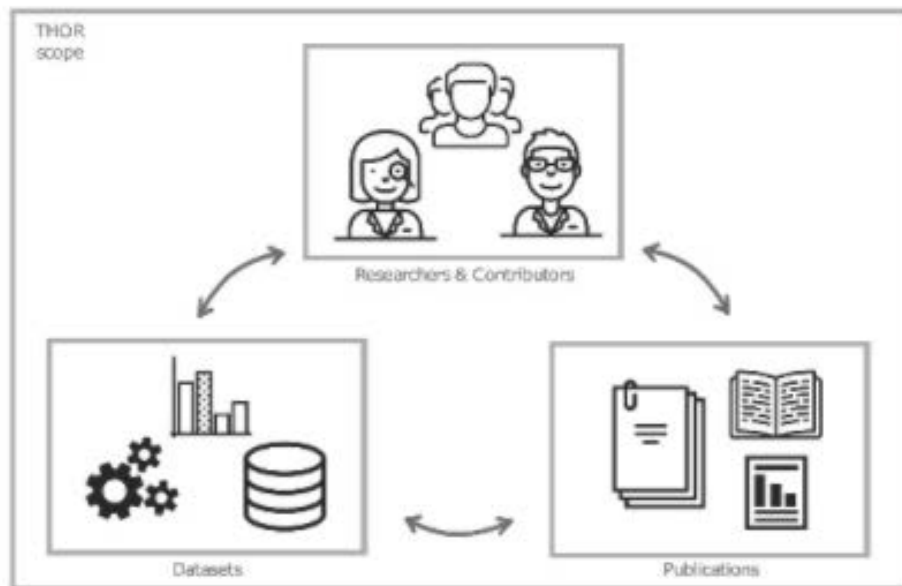 THOR
scope
Researchers & Contributors
Datasets
Publications